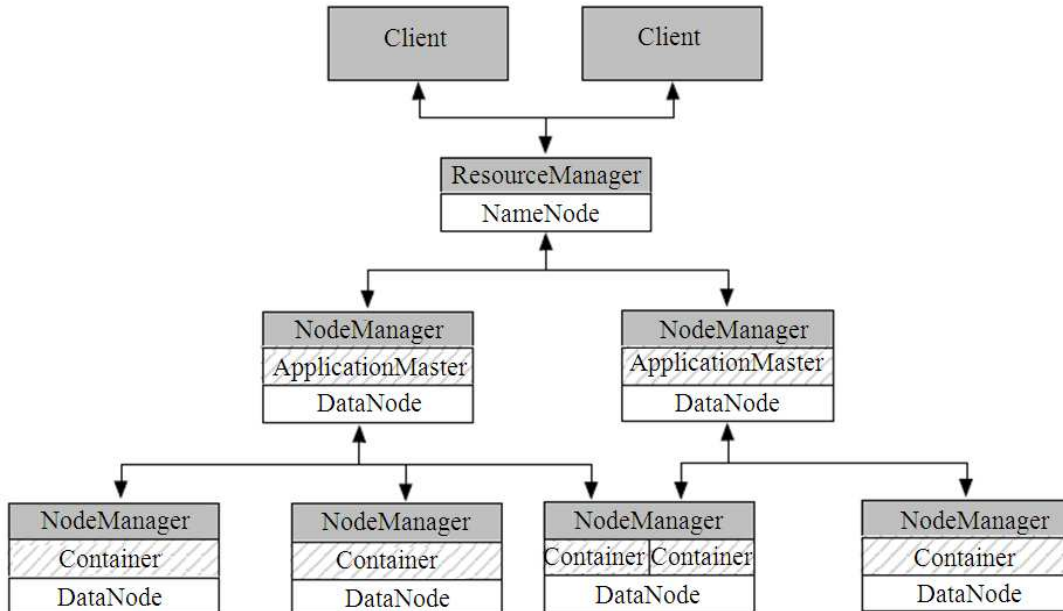 Client
Client
ResourceManager
NameNode
NodeManager
ApplicationMaster
DataNode
NodeManager
ApplicationMaster
DataNode
NodeManager
Container
DataNode
NodeManager
Container
DataNode
NodeManager
Container Container
DataNode
NodeManager
Container
DataNode